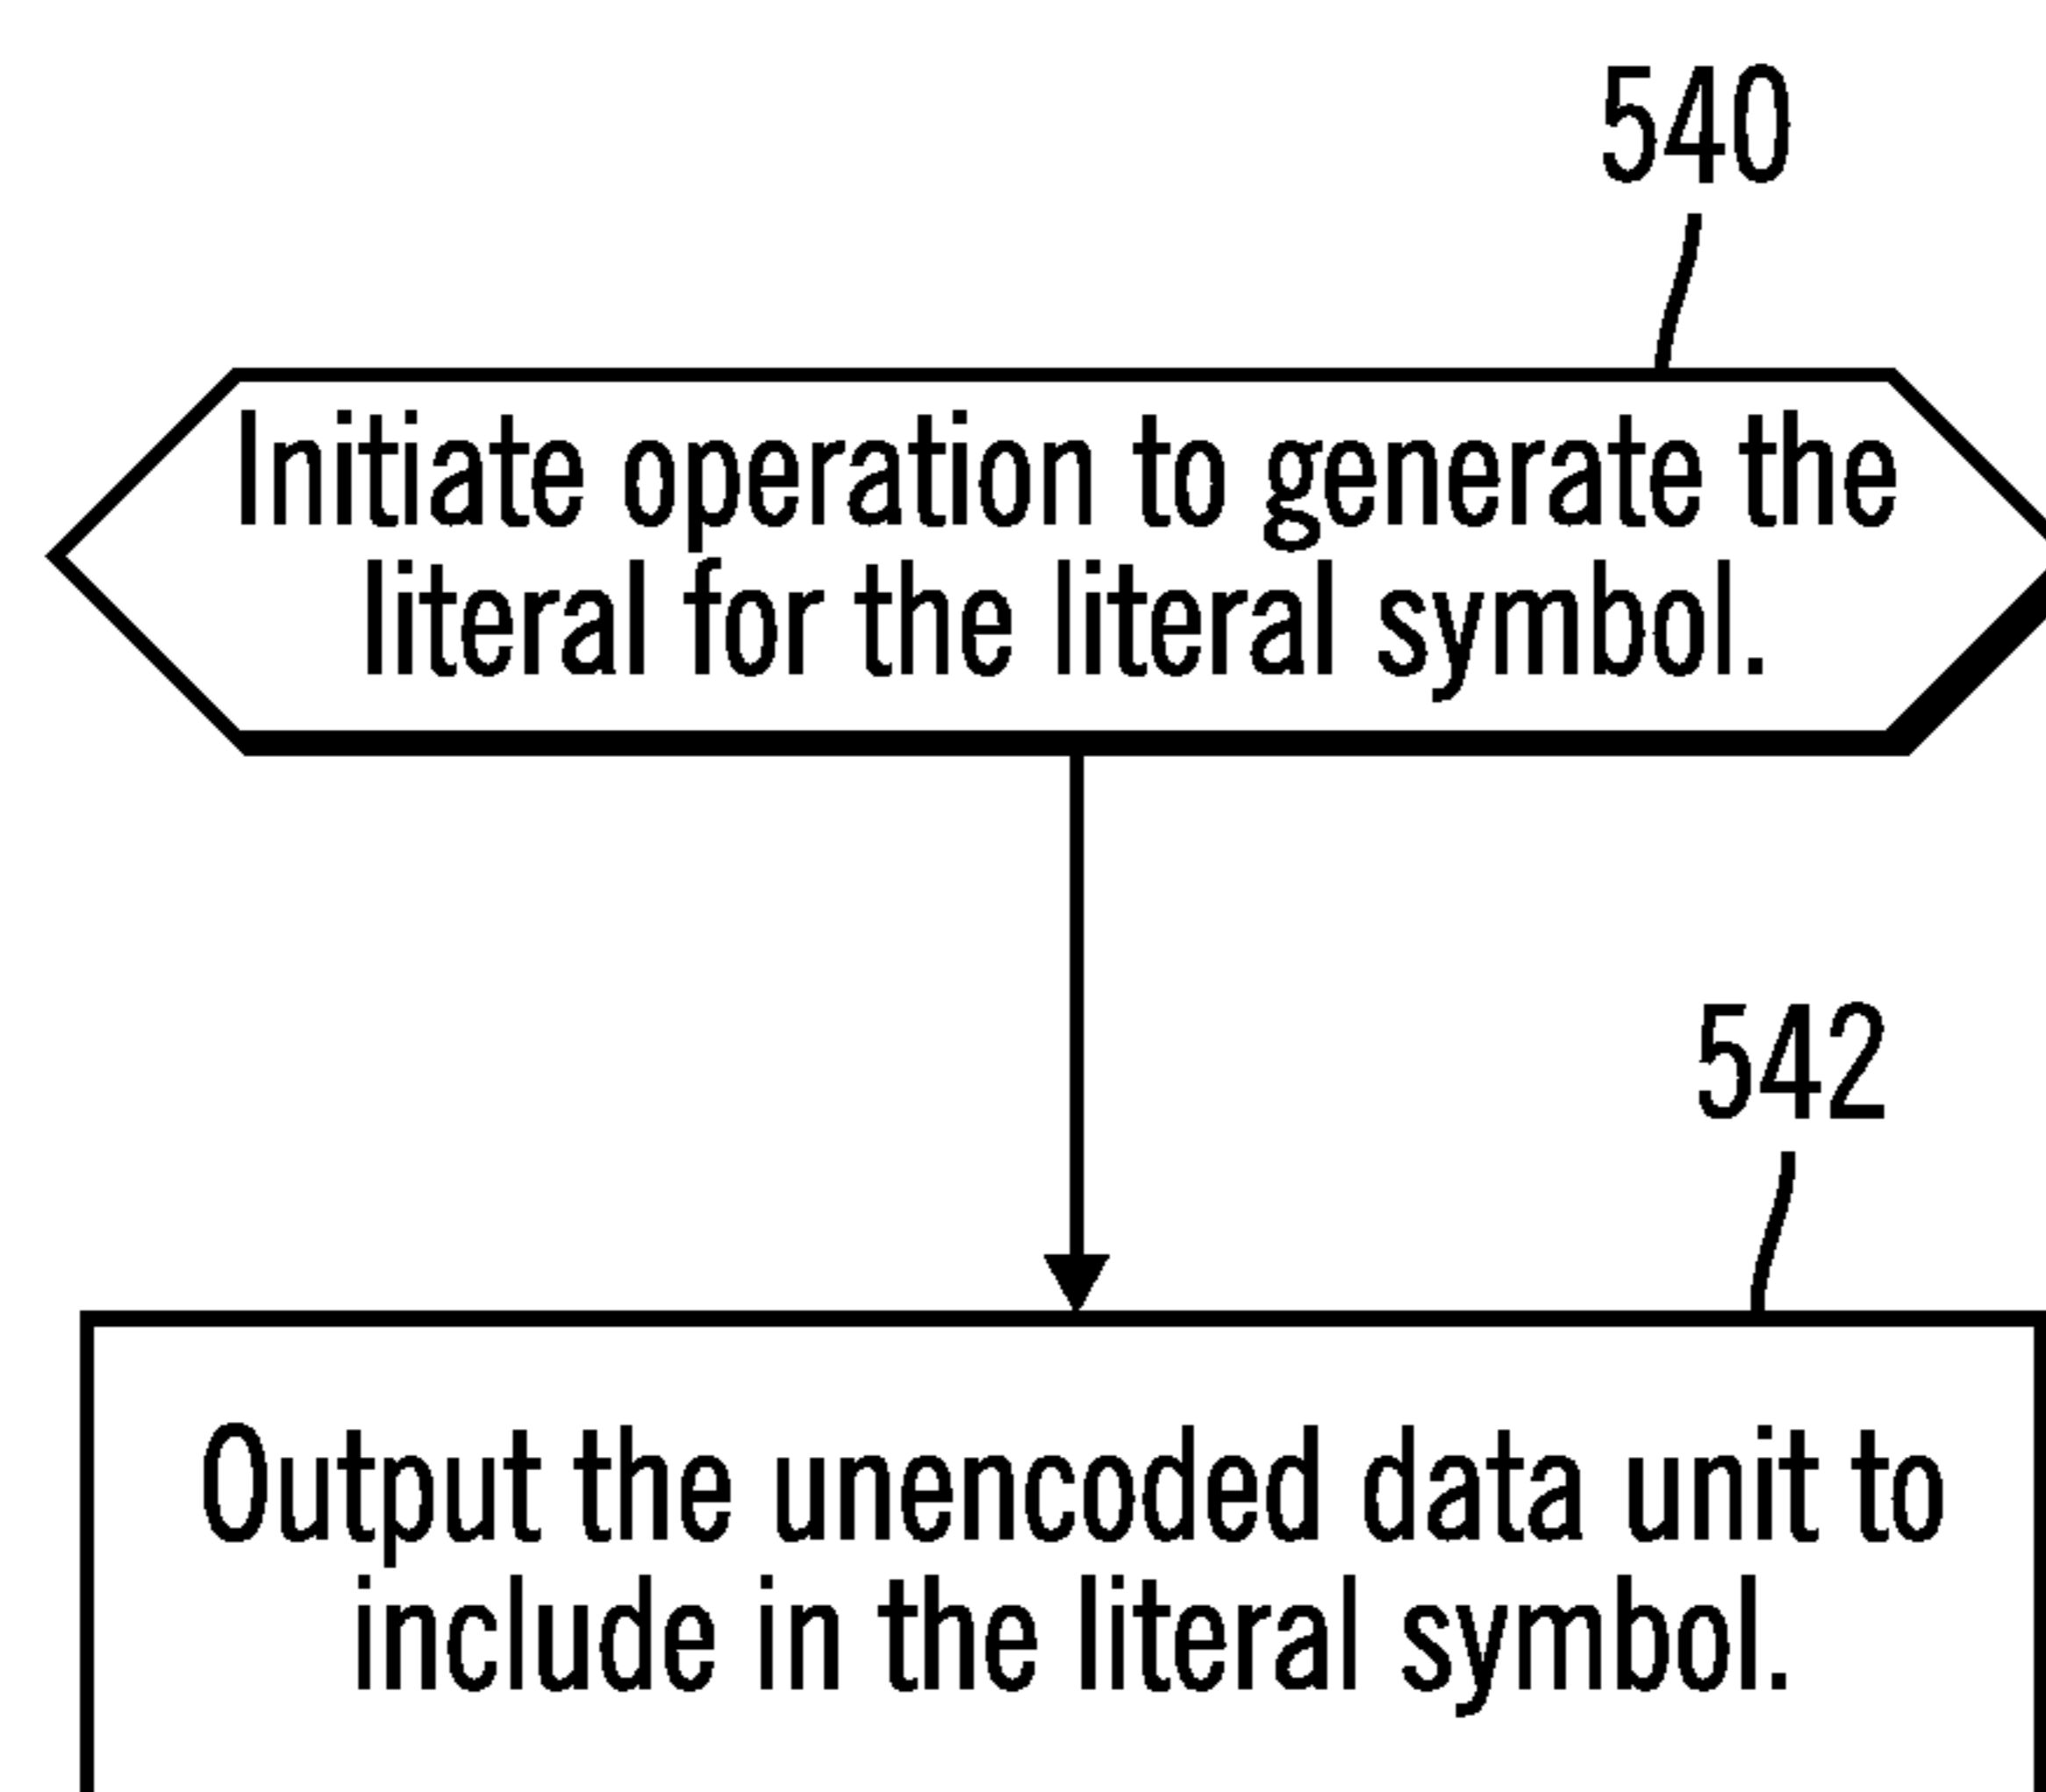 540
Initiate operation to generate the
literal for the literal symbol.
542
Output the unencoded data unit to
include in the literal symbol.